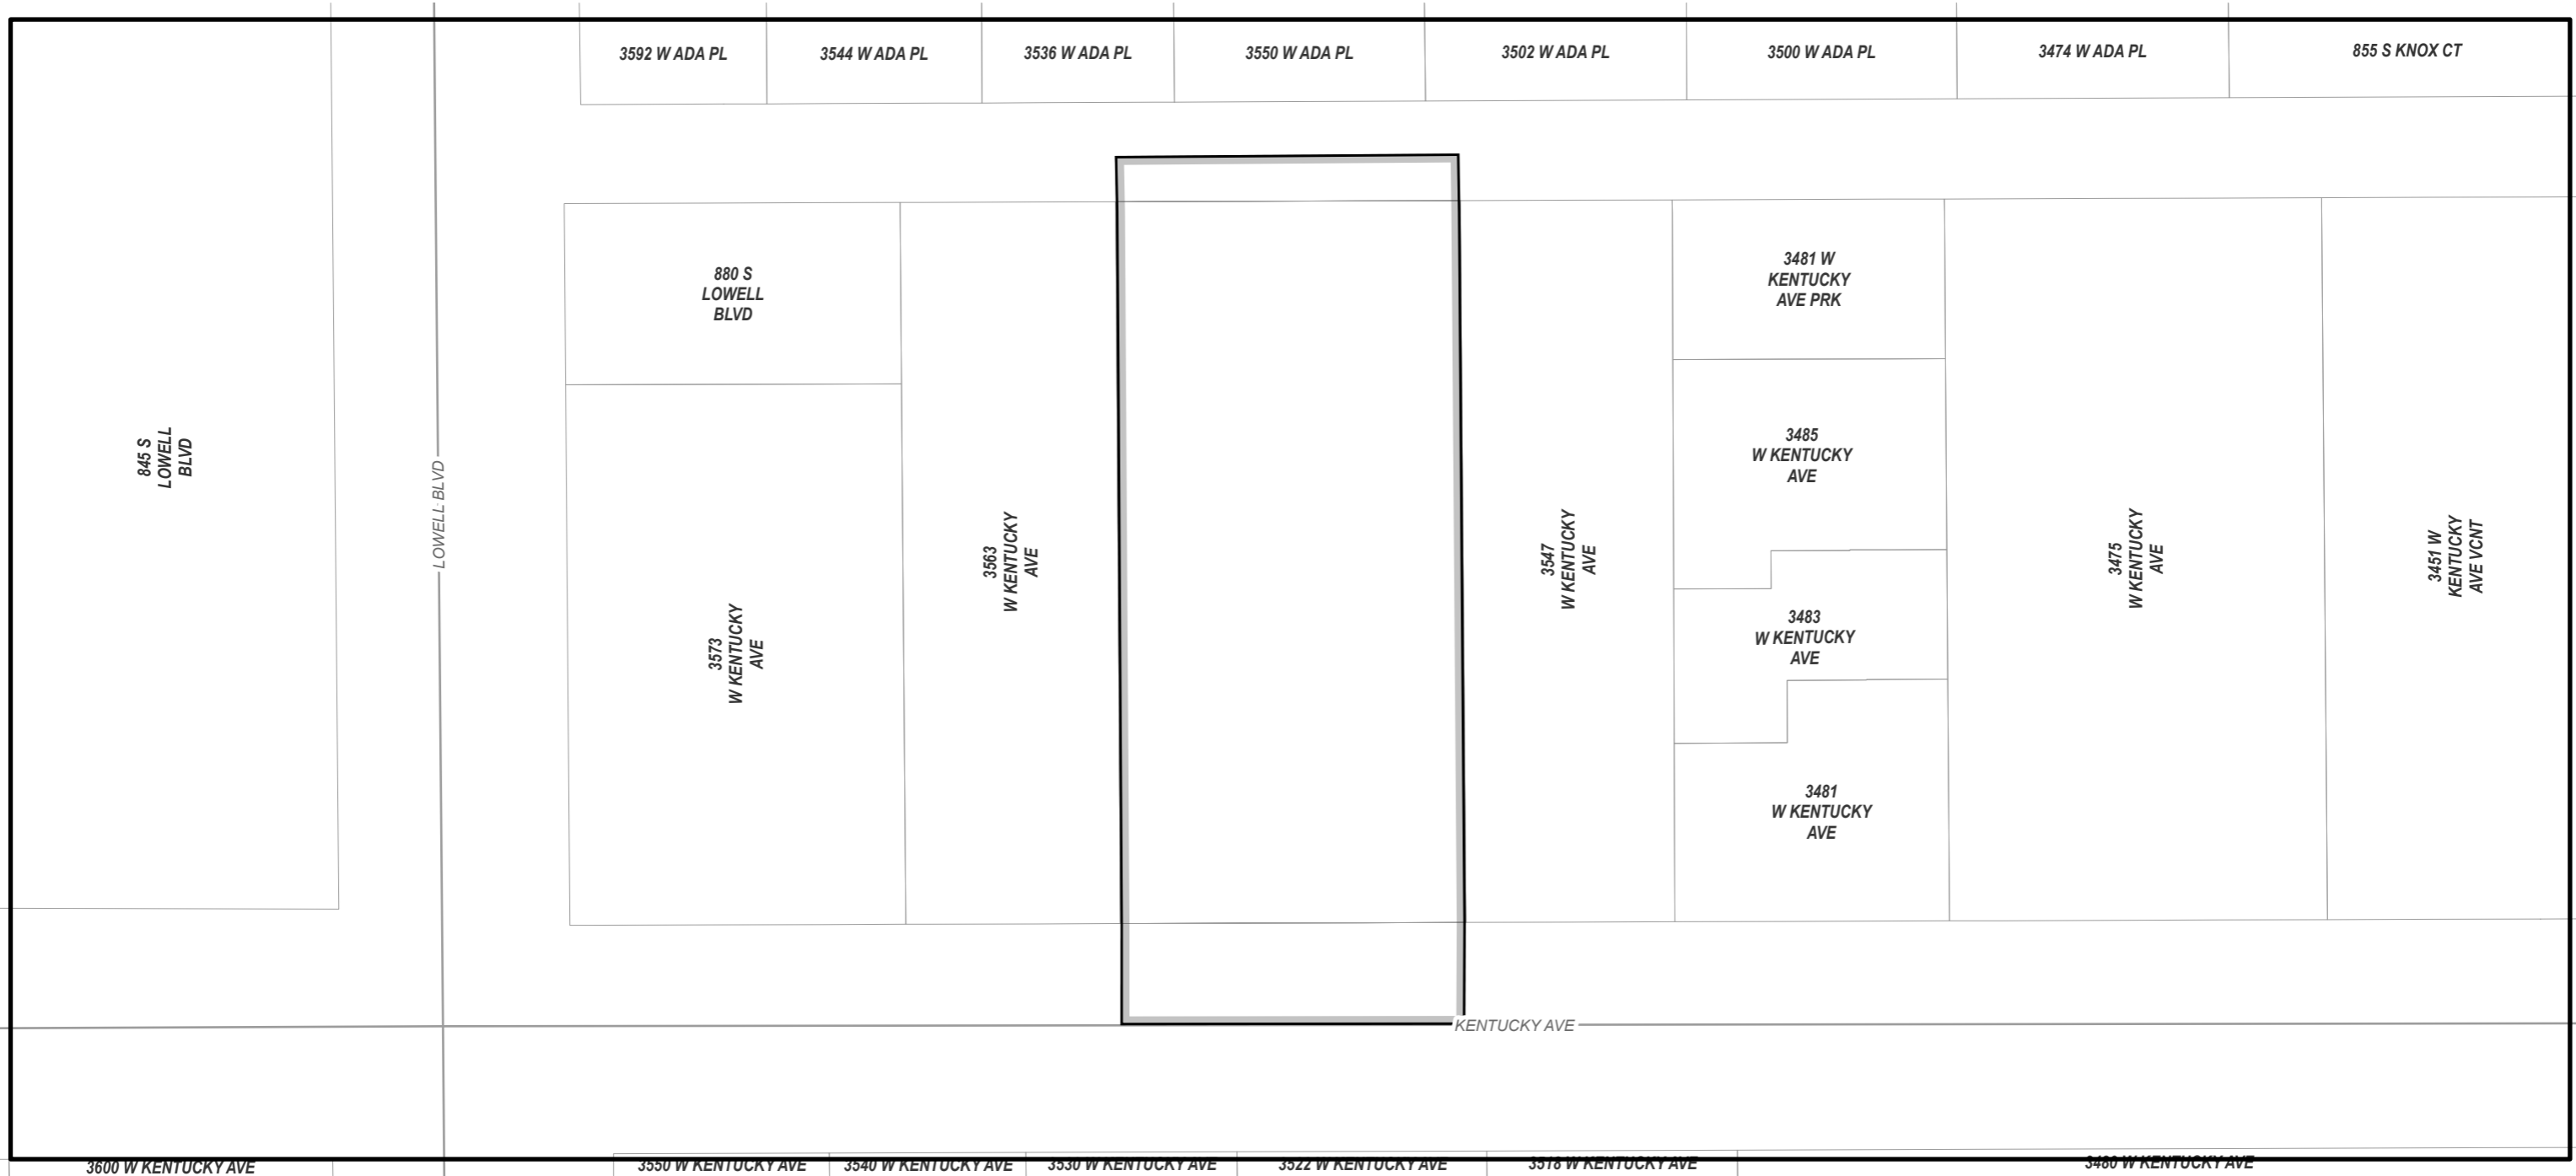 3592 W ADA PL
3544 W ADA PL
3536 W ADA PL
3550 W ADA PL
3502 W ADA PL
3500 W ADA PL
3474 W ADA PL
855 S KNOX CT
845 S
LOWELL
BLVD
LOWELL BLVD
880 S
LOWELL
BLVD
3573
W KENTUCKY
AVE
3563
W KENTUCKY
AVE
3547
W KENTUCKY
AVE
3481 W
KENTUCKY
AVE PRK
3485
W KENTUCKY
AVE
3483
W KENTUCKY
AVE
3481
W KENTUCKY
AVE
3475
W KENTUCKY
AVE
3451 W
KENTUCKY
AVE VCNT
KENTUCKY AVE
3600 W KENTUCKY AVE
3550 W KENTUCKY AVE
3540 W KENTUCKY AVE
3530 W KENTUCKY AVE
3522 W KENTUCKY AVE
3518 W KENTUCKY AVE
3480 W KENTUCKY AVE